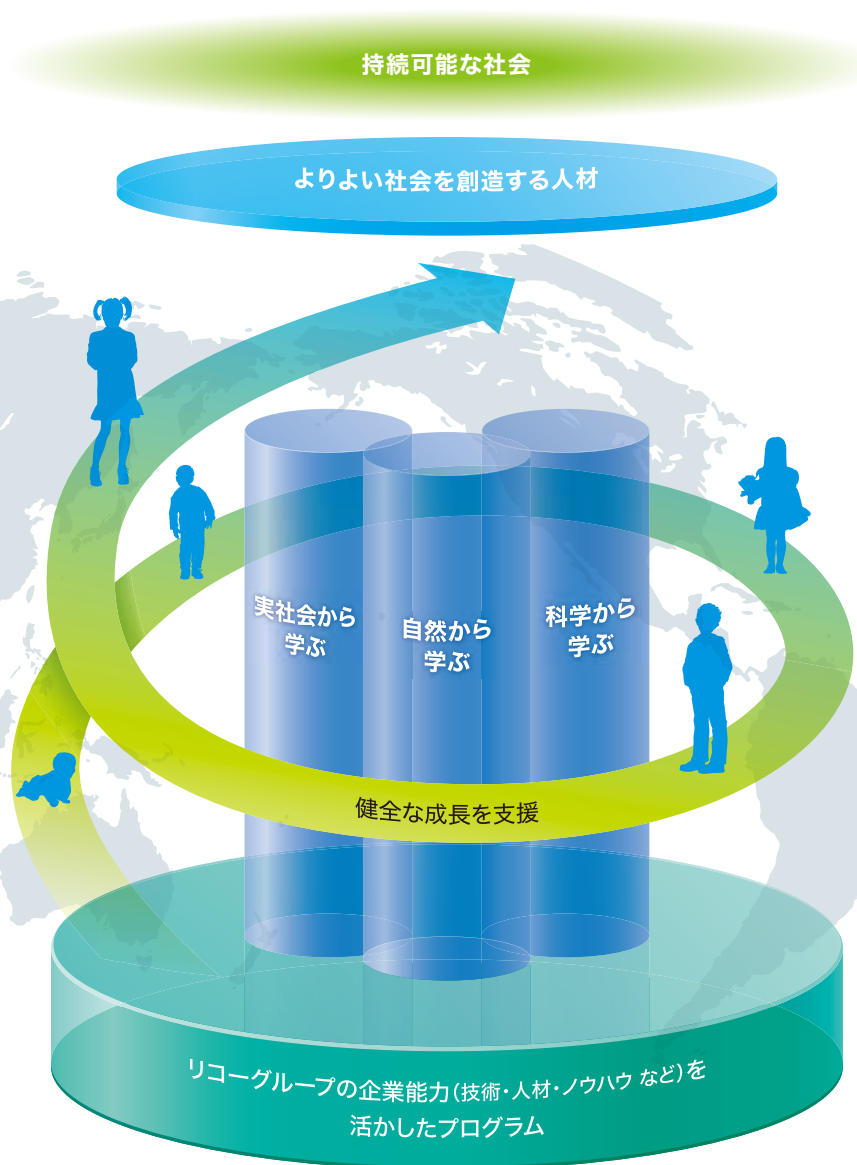 持続可能な社会
よりよい社会を創造する人材
実社会から
学ぶ
自然から
学ぶ
科学から
学ぶ
健全な成長を支援
リコーグループの企業能力(技術・人材・ノウハウ など)を
活かしたプログラム